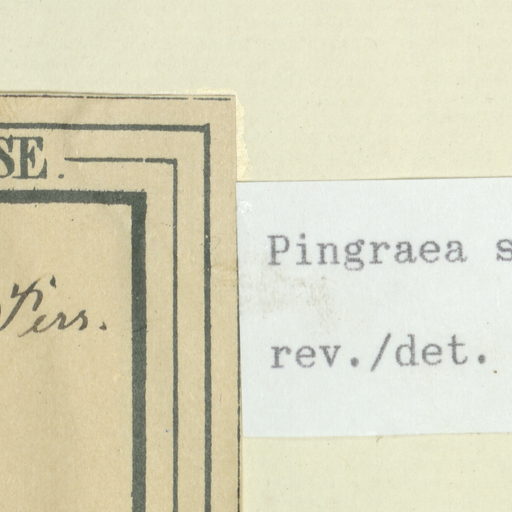 SE.
Pers.
Pingraea s
rev./det.